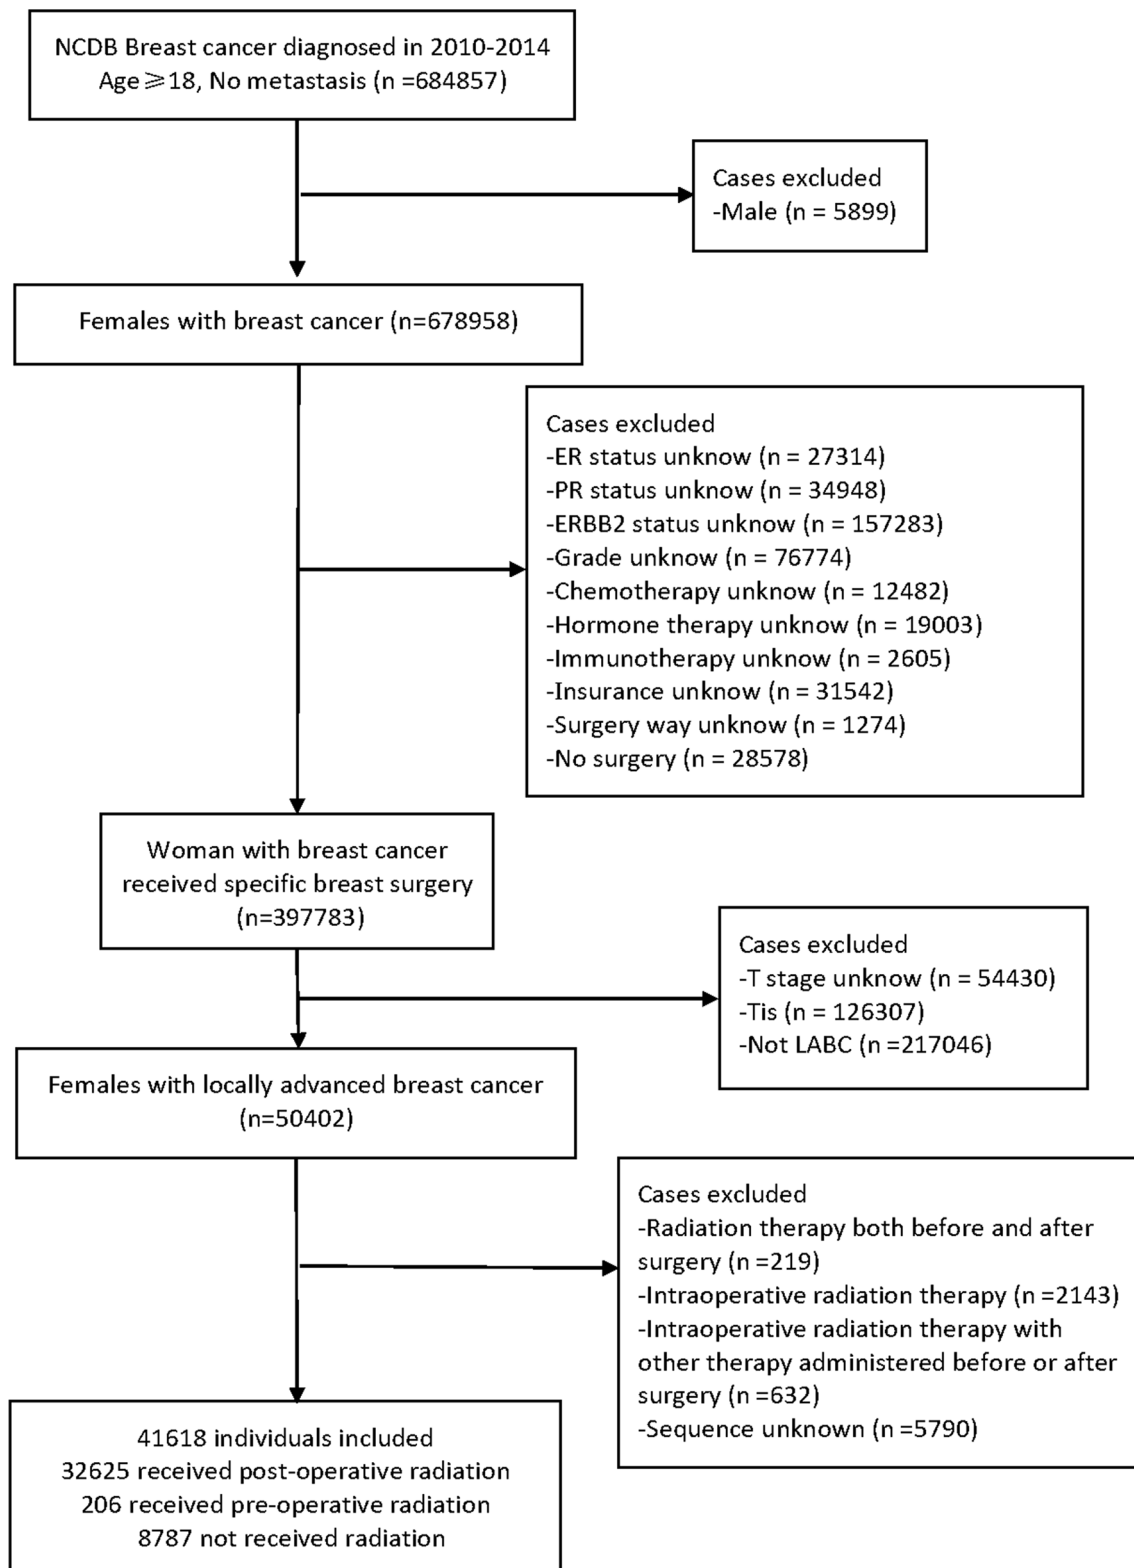 NCDB Breast cancer diagnosed in 2010-2014
Age ⩾18, No metastasis (n =684857)
Cases excluded
-Male (n = 5899)
Females with breast cancer (n=678958)
Cases excluded
-ER status unknow (n = 27314)
-PR status unknow (n = 34948)
-ERBB2 status unknow (n = 157283)
-Grade unknow (n = 76774)
-Chemotherapy unknow (n = 12482)
-Hormone therapy unknow (n = 19003)
-Immunotherapy unknow (n = 2605)
-Insurance unknow (n = 31542)
-Surgery way unknow (n = 1274)
-No surgery (n = 28578)
Woman with breast cancer
received specific breast surgery
(n=397783)
Cases excluded
-T stage unknow (n = 54430)
-Tis (n = 126307)
-Not LABC (n =217046)
Females with locally advanced breast cancer
(n=50402)
Cases excluded
-Radiation therapy both before and after
surgery (n =219)
-Intraoperative radiation therapy (n =2143)
-Intraoperative radiation therapy with
other therapy administered before or after
surgery (n =632)
-Sequence unknown (n =5790)
41618 individuals included
32625 received post-operative radiation
206 received pre-operative radiation
8787 not received radiation